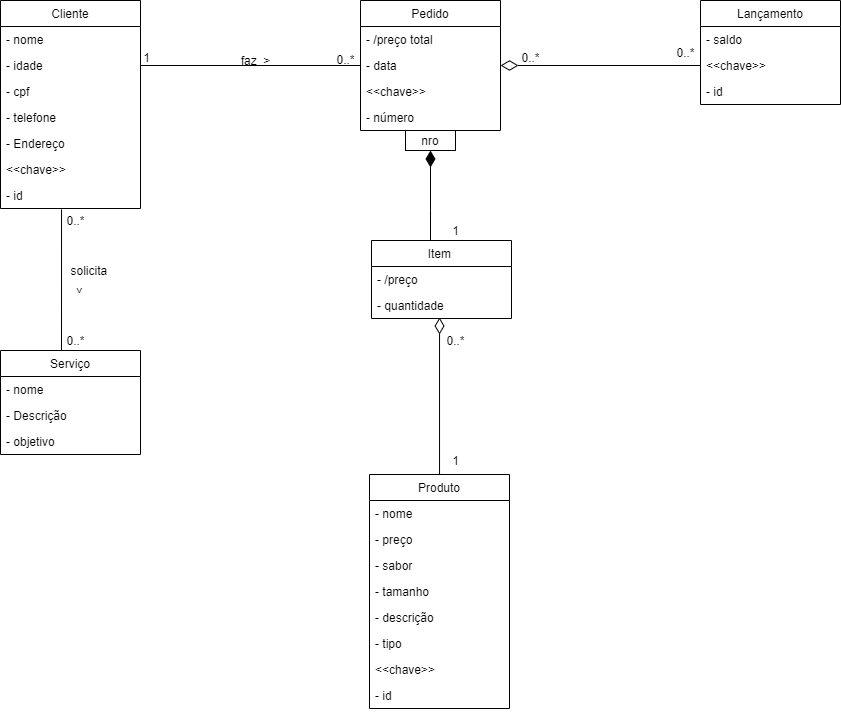 Cliente
- nome
- idade
- cpf
- telefone
- Endereço
<<chave>>
- id
1
faz >
0..*
Pedido
- /preço total
- data
<<chave>>
- número
nro
0..*
0..*
Lançamento
- saldo
<<chave>>
- id
0..*
solicita
v
0..*
Serviço
- nome
- Descrição
- objetivo
1
Item
- /preço
- quantidade
0..*
1
Produto
- nome
- preço
- sabor
- tamanho
- descrição
- tipo
<<chave>>
- id